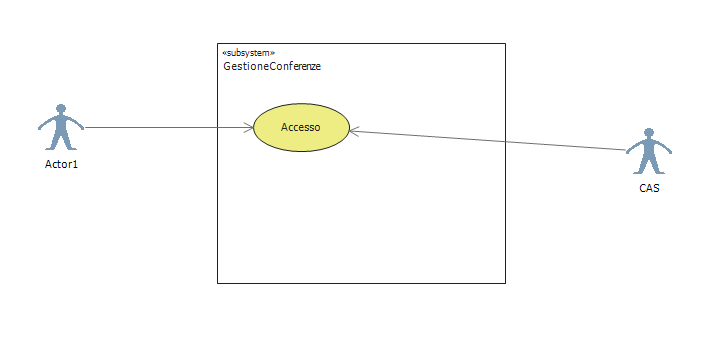 «subsystem»
GestioneConferenze
Accesso
Actor1
CAS